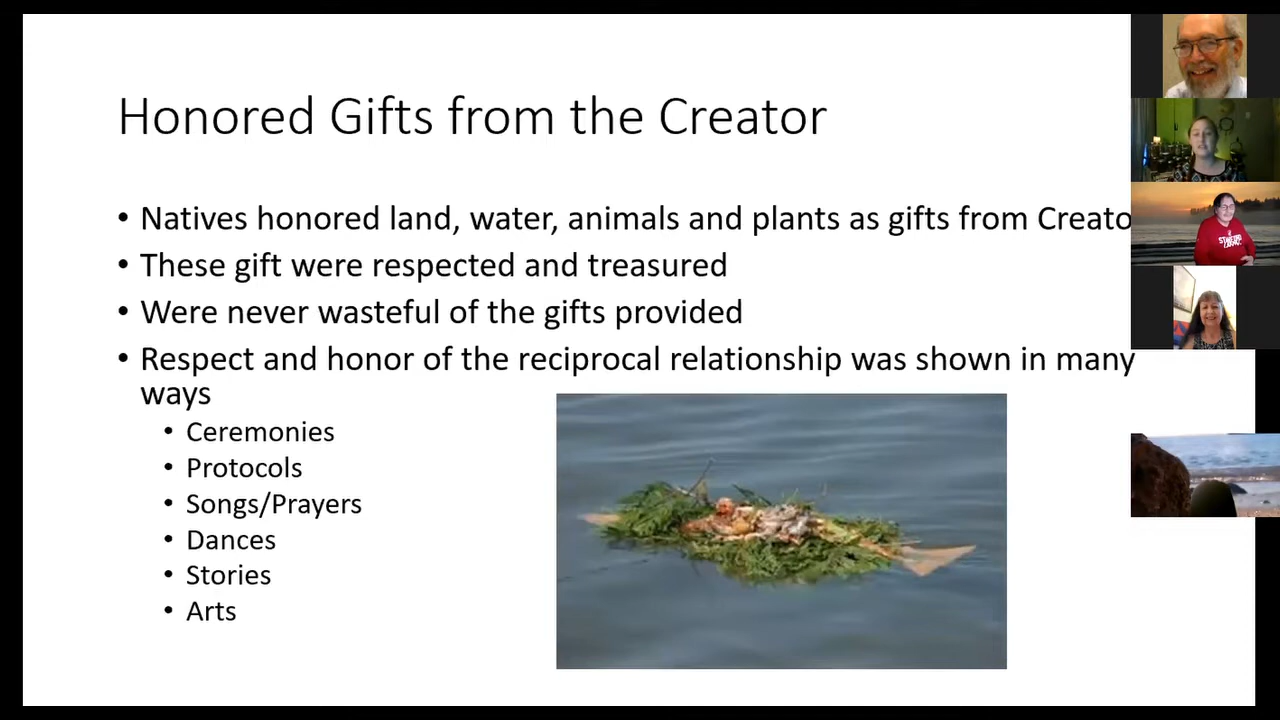 Honored Gifts from the Creator
• Natives honored land, water, animals and plants as gifts from Creato
• These gift were respected and treasured
• Were never wasteful of the gifts provided
• Respect and honor of the reciprocal relationship was shown in many
ways
• Ceremonies
• Protocols
• Songs/Prayers
• Dances
• Stories
• Arts